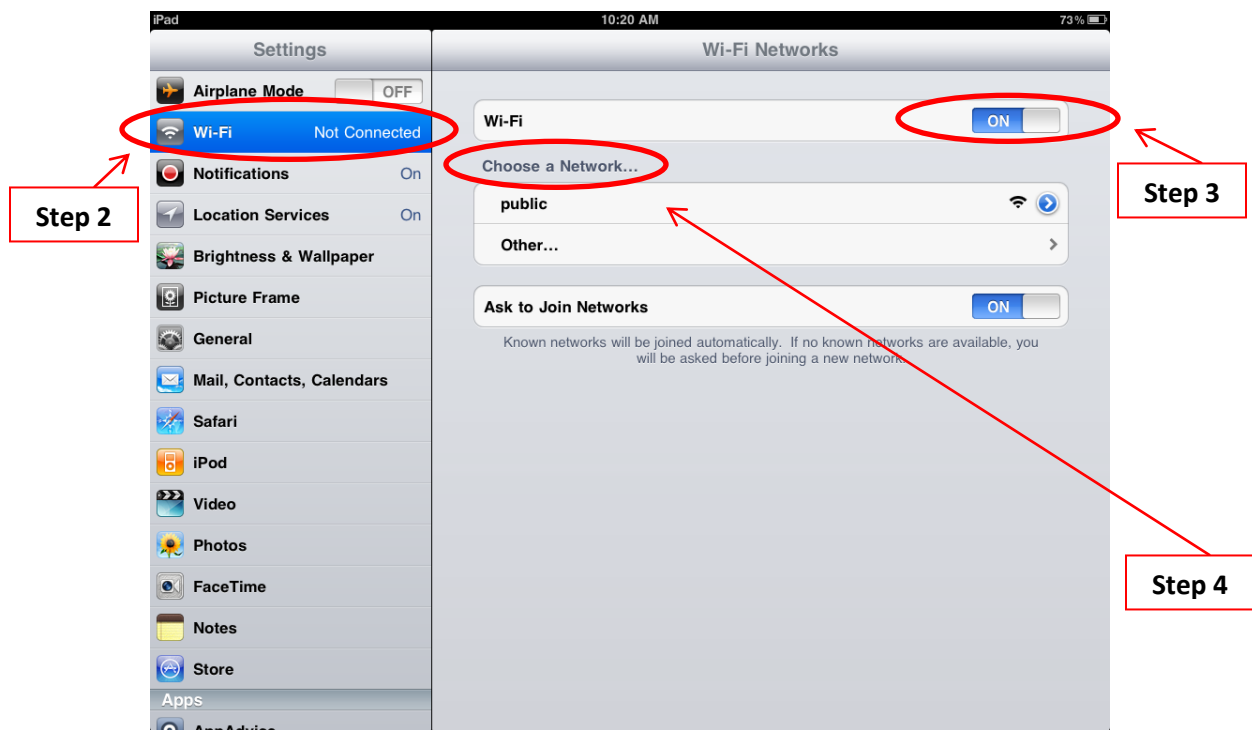 iPad 10:20 AM 73%
Settings
Wi-Fi Networks
Airplane Mode OFF
Wi-Fi Not Connected
Notifications On
Location Services On
Brightness & Wallpaper
Picture Frame
General
Mail, Contacts, Calendars
Safari
iPod
Video
Photos
FaceTime
Notes
Store
Apps
AppAdvice
Wi-Fi ON
Choose a Network...
public
Other...
Ask to Join Networks ON
Known networks will be joined automatically. If no known networks are available, you
will be asked before joining a new network.
Step 2
Step 3
Step 4